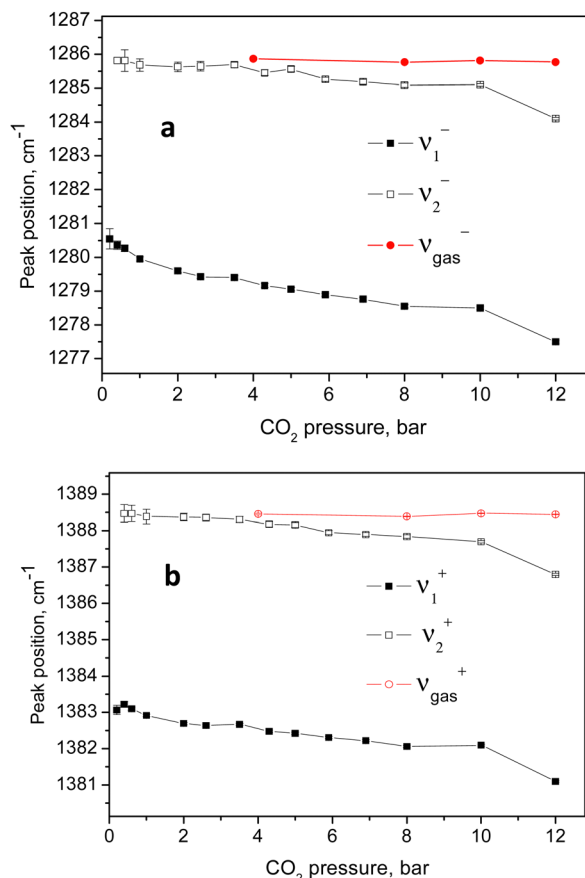 1287
1286
1285
1284
1283
1282
1281
1280
1279
1278
1277
Peak position, cm⁻¹
a
ν₁⁻
ν₂⁻
ν_gas⁻
0 2 4 6 8 10 12
CO₂ pressure, bar
1389
1388
1387
1386
1385
1384
1383
1382
1381
Peak position, cm⁻¹
b
ν₁⁺
ν₂⁺
ν_gas⁺
0 2 4 6 8 10 12
CO₂ pressure, bar